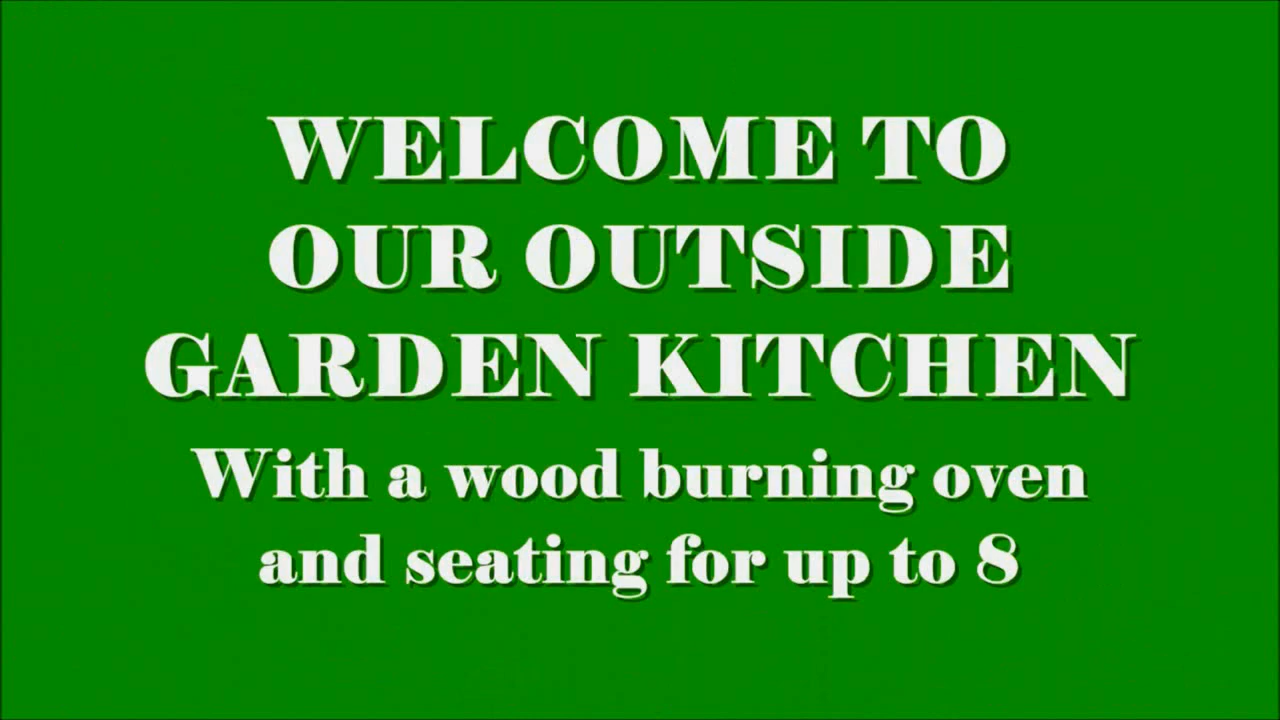 WELCOME TO
OUR OUTSIDE
GARDEN KITCHEN
With a wood burning oven
and seating for up to 8